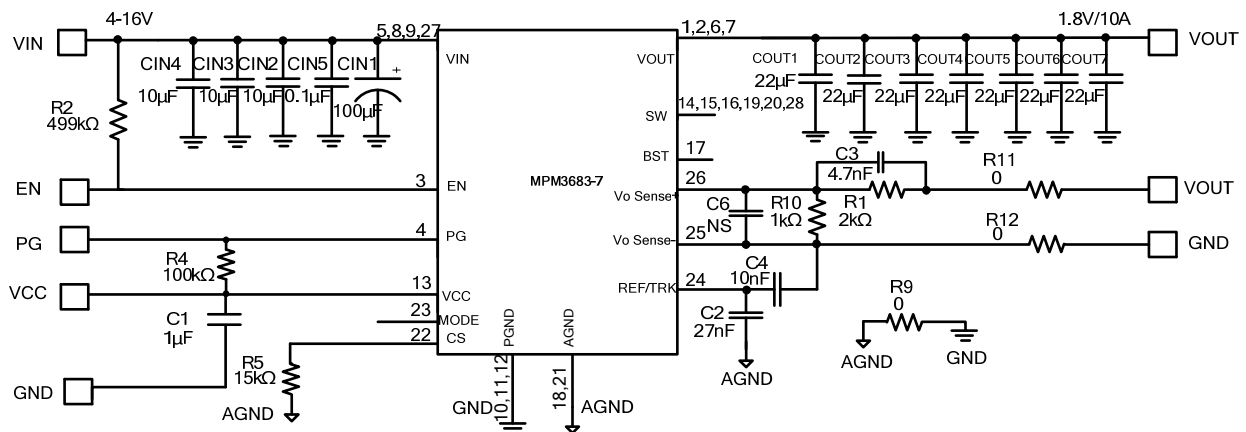 4-16V
1.8V/10A
VIN
5,8,9,27
VIN
1,2,6,7
VOUT
VOUT
CIN4
CIN3
CIN2
CIN5
CIN1
+
10µF
10µF
10µF
0.1µF
100µF
COUT1
COUT2
COUT3
COUT4
COUT5
COUT6
COUT7
22µF
22µF
22µF
22µF
22µF
22µF
22µF
R2
499kΩ
SW
14,15,16,19,20,28
BST
17
MPM3683-7
EN
3
EN
Vo Sense+
26
C3
4.7nF
R11
0
VOUT
C6
NS
R10
1kΩ
R1
2kΩ
PG
4
PG
Vo Sense-
25
R12
0
GND
R4
100kΩ
C4
10nF
VCC
13
VCC
REF/TRK
24
C1
1µF
23
MODE
22
CS
PGND
AGND
C2
27nF
R9
0
AGND
GND
R5
15kΩ
AGND
GND
AGND
GND
10,11,12
18,21
AGND